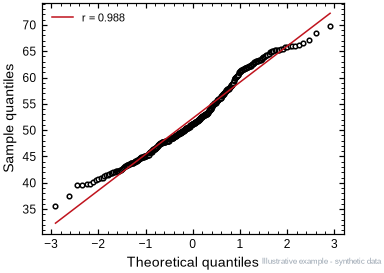 r = 0.988
70
65
60
55
50
45
40
35
−3 −2 −1 0 1 2 3
Sample quantiles
Theoretical quantiles
Illustrative example - synthetic data